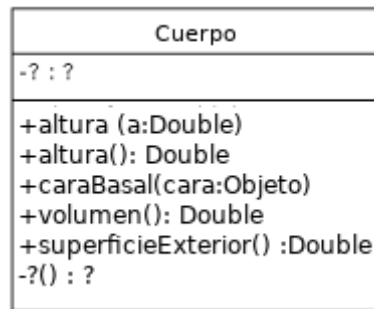 Cuerpo
-? : ?
+altura (a:Double)
+altura(): Double
+caraBasal(cara:Objeto)
+volumen(): Double
+superficieExterior() :Double
-?() : ?